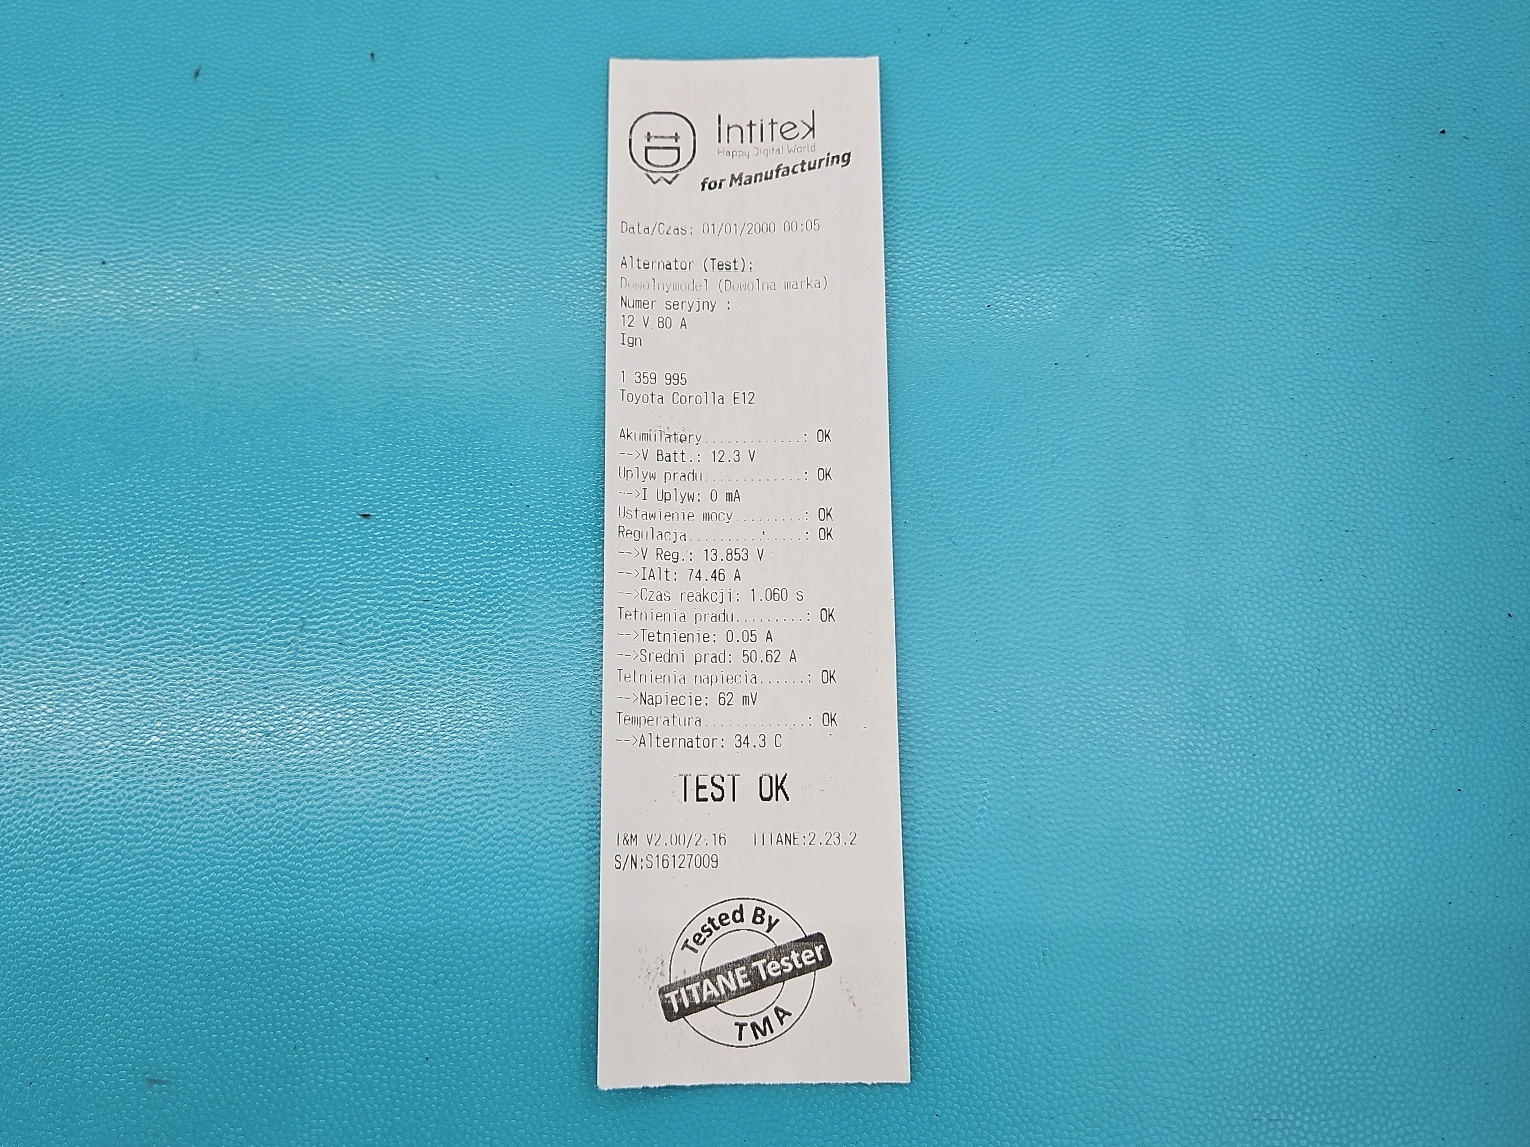 Intitek
Happy Digital World
for Manufacturing
Data/Czas: 01/01/2000 00:05
Alternator (Test):
Dowolnymodel (Dowolna marka)
Numer seryjny :
12 V 80 A
Ign
1 359 995
Toyota Corolla E12
Akumulatory.............: OK
-->V Batt.: 12.3 V
Uplyw pradu.............: OK
-->I Uplyw: 0 mA
Ustawienie mocy.........: OK
Regulacja...............: OK
-->V Reg.: 13.853 V
-->IAlt: 74.46 A
-->Czas reakcji: 1.060 s
Tetnienia pradu.........: OK
-->Tetnienie: 0.05 A
-->Sredni prad: 50.62 A
Tetnienia napiecia......: OK
-->Napiecie: 62 mV
Temperatura.............: OK
-->Alternator: 34.3 C
TEST OK
I&M V2.00/2.16 TITANE:2.23.2
S/N:S16127009
Tested By
TITANE Tester
TMA